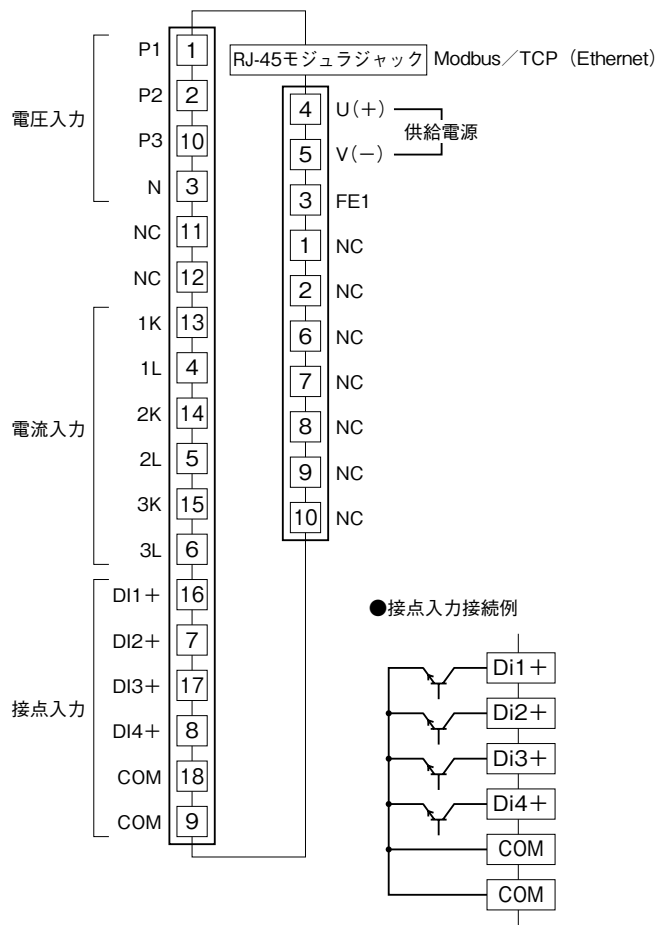 電圧入力
P1 1
P2 2
P3 10
N 3
NC 11
NC 12
電流入力
1K 13
1L 4
2K 14
2L 5
3K 15
3L 6
接点入力
DI1＋ 16
DI2＋ 7
DI3＋ 17
DI4＋ 8
COM 18
COM 9
RJ-45モジュラジャック Modbus／TCP（Ethernet）
4 U（＋）
供給電源
5 V（－）
3 FE1
1 NC
2 NC
6 NC
7 NC
8 NC
9 NC
10 NC
●接点入力接続例
Di1＋
Di2＋
Di3＋
Di4＋
COM
COM